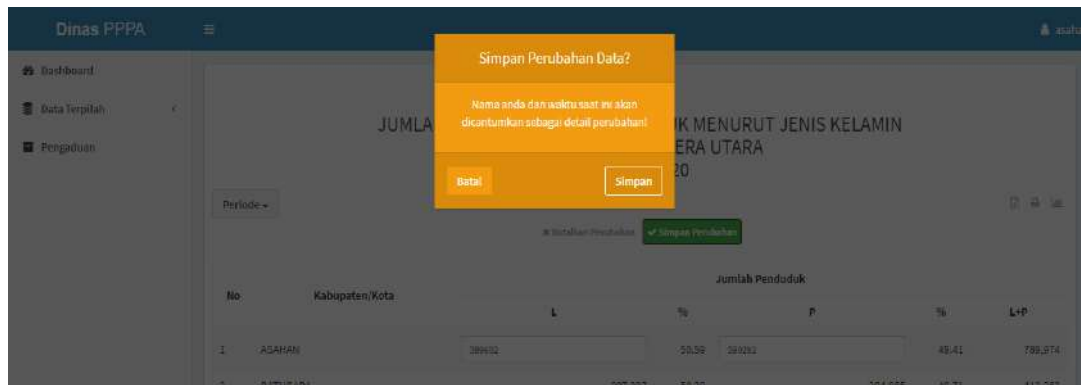 Dinas PPPA
Dashboard
Data Terpilah
Pengaduan
Simpan Perubahan Data?
Nama anda dan waktu saat ini akan
dicantumkan sebagai detail perubahan!
Batal
Simpan
JUMLA
K MENURUT JENIS KELAMIN
ERA UTARA
20
Periode
Batalkan Perubahan
Simpan Perubahan
No
Kabupaten/Kota
Jumlah Penduduk
L
%
P
%
L+P
1
ASAHAN
50.59
49.41
789,974